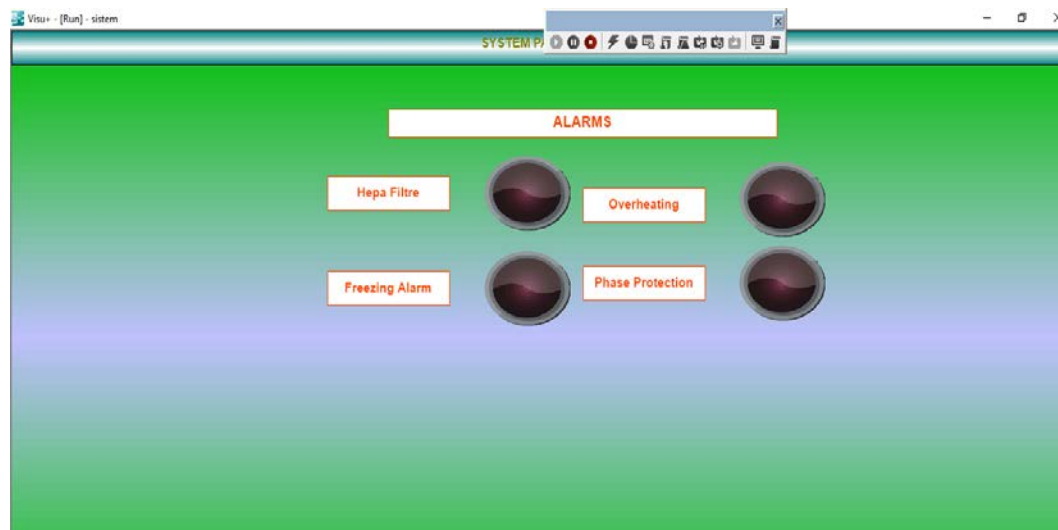 Visu+ - [Run] - sistem
SYSTEM
ALARMS
Hepa Filtre
Overheating
Freezing Alarm
Phase Protection